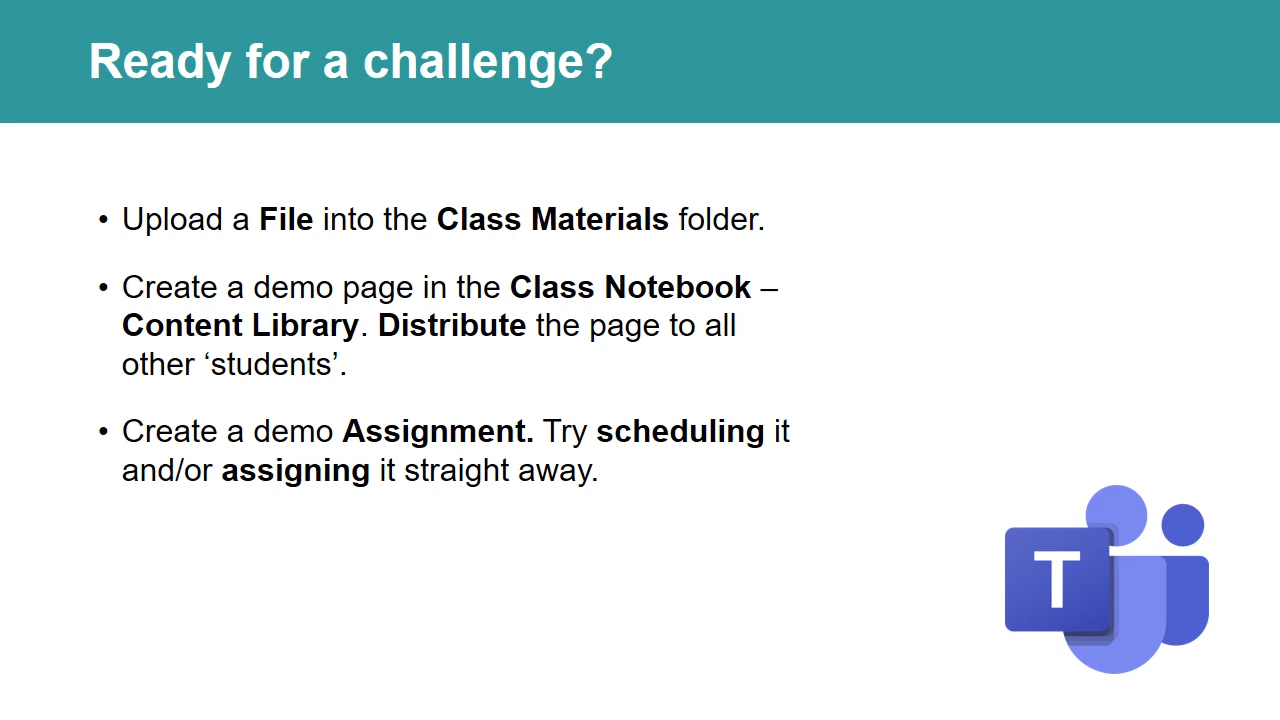 Ready for a challenge?
• Upload a File into the Class Materials folder.
• Create a demo page in the Class Notebook –
Content Library. Distribute the page to all
other ‘students’.
• Create a demo Assignment. Try scheduling it
and/or assigning it straight away.
T